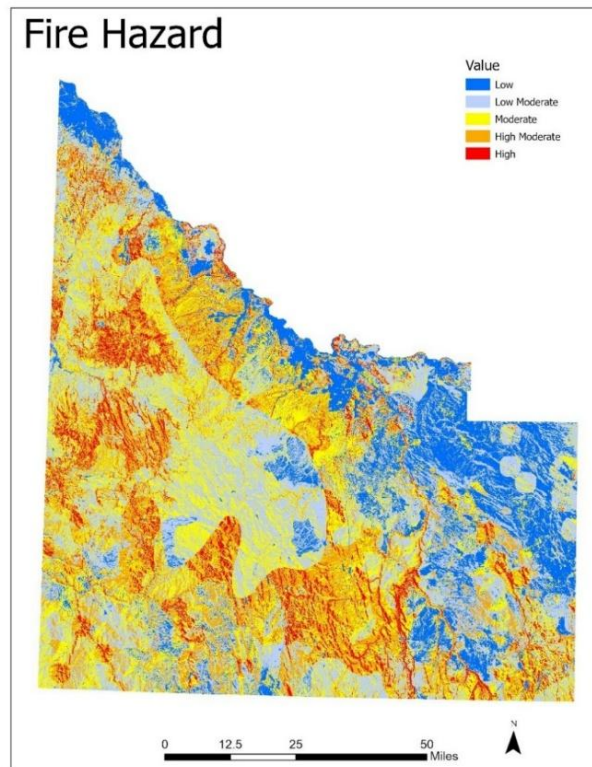 Fire Hazard
Value
Low
Low Moderate
Moderate
High Moderate
High
N
0 12.5 25 50
Miles